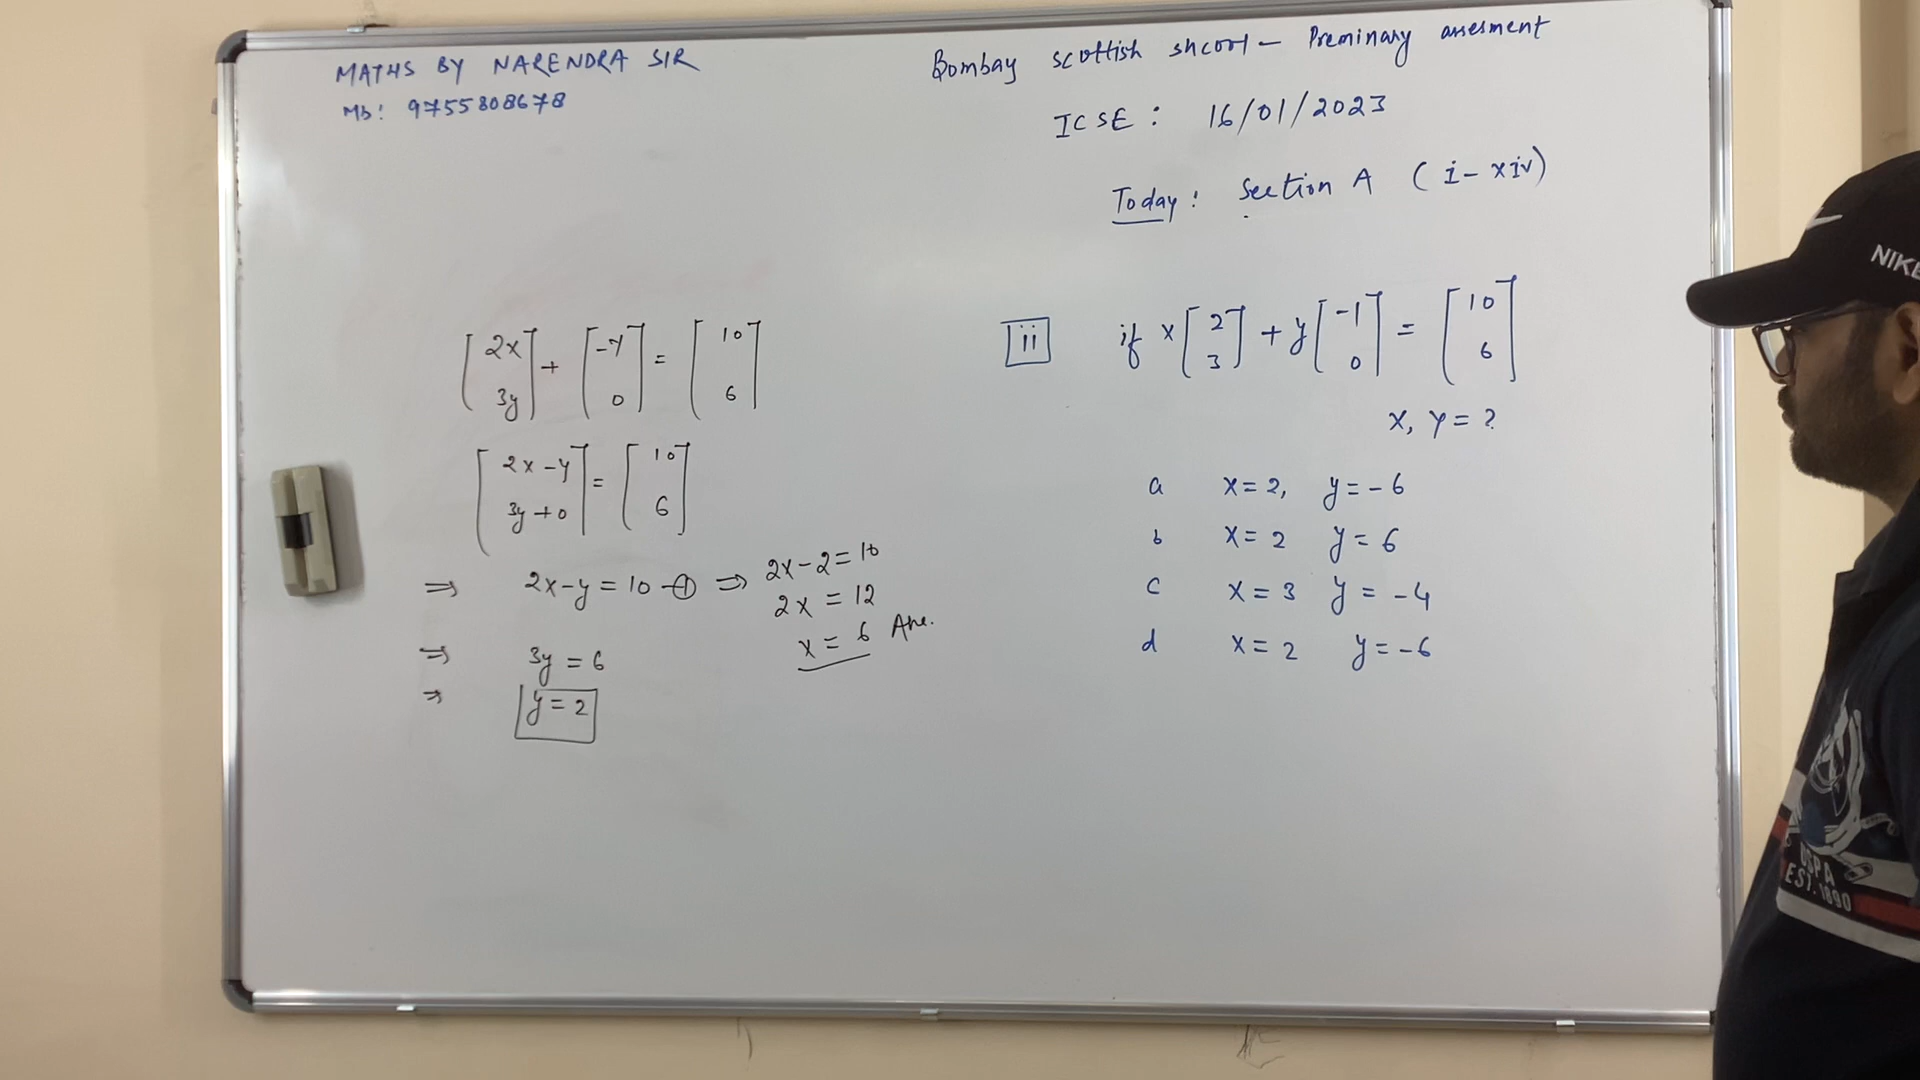 MATHS BY NARENDRA SIR
Mb: 9755808678
Bombay scottish shcool - Preminary assesment
ICSE: 16/01/2023
Today: Section A (i-xiv)
[2x 3y] + [-y 0] = [10 6]
[2x-y 3y+0] = [10 6]
⇒ 2x-y = 10 -① ⇒ 2x-2 = 10
2x = 12
x = 6 Ans.
⇒ 3y = 6
⇒ y = 2
ii if x[2 3] + y[-1 0] = [10 6]
x, y = ?
a x=2, y=-6
b x=2 y=6
c x=3 y=-4
d x=2 y=-6
NIKE
USPA
EST. 1890